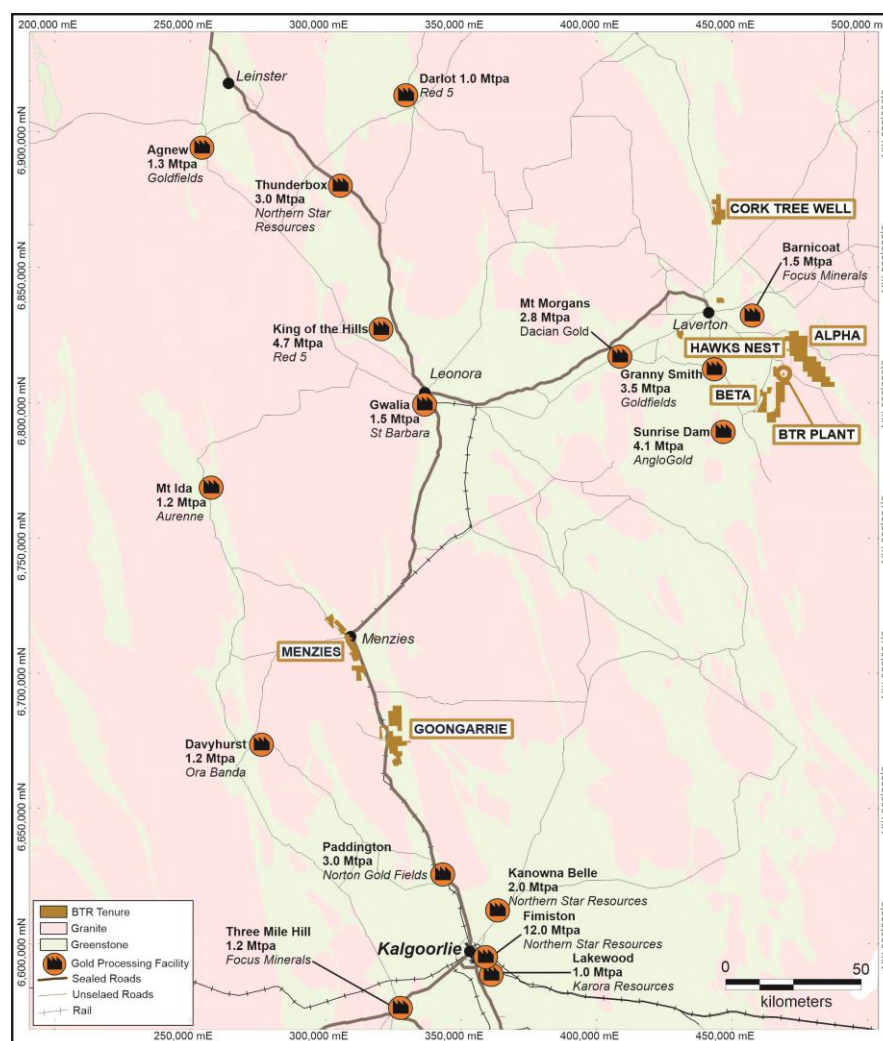 200,000 mE
250,000 mE
300,000 mE
350,000 mE
400,000 mE
450,000 mE
500,000 mE
Leinster
Darlot 1.0 Mtpa
Red 5
6,900,000 mN
Agnew
1.3 Mtpa
Goldfields
Thunderbox
3.0 Mtpa
Northern Star
Resources
CORK TREE WELL
6,850,000 mN
Barnicoat
1.5 Mtpa
Focus Minerals
Mt Morgans
2.8 Mtpa
Dacian Gold
Laverton
King of the Hills
4.7 Mtpa
Red 5
ALPHA
HAWKS NEST
Leonora
Granny Smith
3.5 Mtpa
Goldfields
BETA
6,800,000 mN
Gwalia
1.5 Mtpa
St Barbara
Sunrise Dam
4.1 Mtpa
AngloGold
BTR PLANT
Mt Ida
1.2 Mtpa
Aurenne
6,750,000 mN
Menzies
MENZIES
6,700,000 mN
GOONGARRIE
Davyhurst
1.2 Mtpa
Ora Banda
6,650,000 mN
Paddington
3.0 Mtpa
Norton Gold Fields
Kanowna Belle
2.0 Mtpa
Northern Star Resources
Fimiston
12.0 Mtpa
Northern Star Resources
Three Mile Hill
1.2 Mtpa
Focus Minerals
Kalgoorlie
6,600,000 mN
Lakewood
1.0 Mtpa
Karora Resources
BTR Tenure
Granite
Greenstone
Gold Processing Facility
Sealed Roads
Unselaed Roads
Rail
0
50
kilometers
250,000 mE
300,000 mE
350,000 mE
400,000 mE
450,000 mE